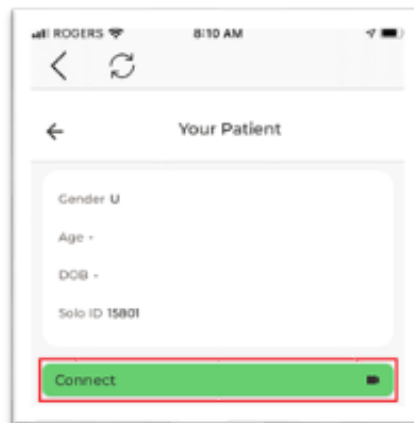 ROGERS 8:10 AM
Your Patient
Gender U
Age -
DOB -
Solo ID 15801
Connect